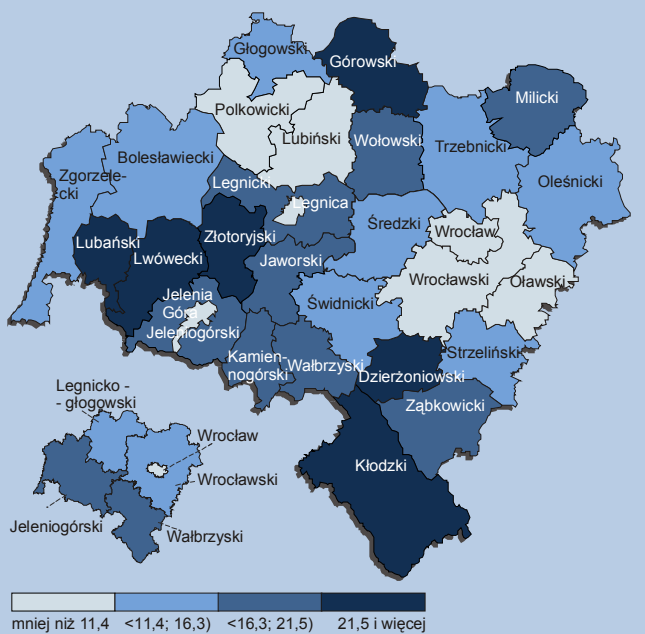 Głogowski
Górowski
Milicki
Polkowicki
Lubiński
Wołowski
Trzebnicki
Bolesławiecki
Zgorzele-
cki
Legnicki
Legnica
Oleśnicki
Średzki
Wrocław
Lubański
Lwówecki
Złotoryjski
Jaworski
Wrocławski
Oławski
Jelenia
Góra
Jeleniogórski
Świdnicki
Kamien-
nogórski
Wałbrzyski
Dzierżoniowski
Strzeliński
Ząbkowicki
Kłodzki
Legnicko -
- głogowski
Wrocław
Wrocławski
Jeleniogórski
Wałbrzyski
mniej niż 11,4 <11,4; 16,3) <16,3; 21,5) 21,5 i więcej